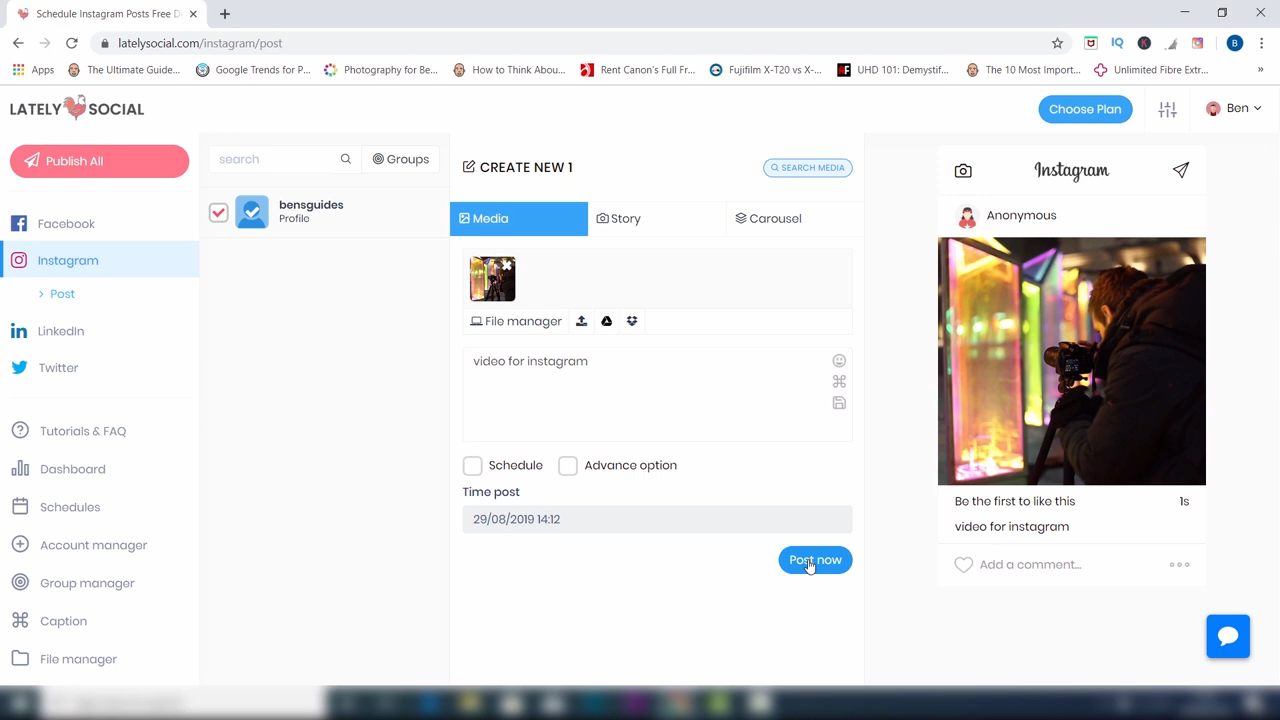 Schedule Instagram Posts Free D
latelysocial.com/instagram/post
Apps The Ultimate Guide... Google Trends for P... Photography for Be... How to Think Abou... Rent Canon's Full Fr... Fujifilm X-T20 vs X-... UHD 101: Demystif... The 10 Most Import... Unlimited Fibre Extr... »
LATELY SOCIAL
Choose Plan
Ben
Publish All
Facebook
Instagram
Post
LinkedIn
Twitter
Tutorials & FAQ
Dashboard
Schedules
Account manager
Group manager
Caption
File manager
search
Groups
bensguides
Profile
CREATE NEW 1
SEARCH MEDIA
Media Story Carousel
File manager
video for instagram
Schedule Advance option
Time post
29/08/2019 14:12
Post now
Instagram
Anonymous
Be the first to like this 1s
video for instagram
Add a comment...